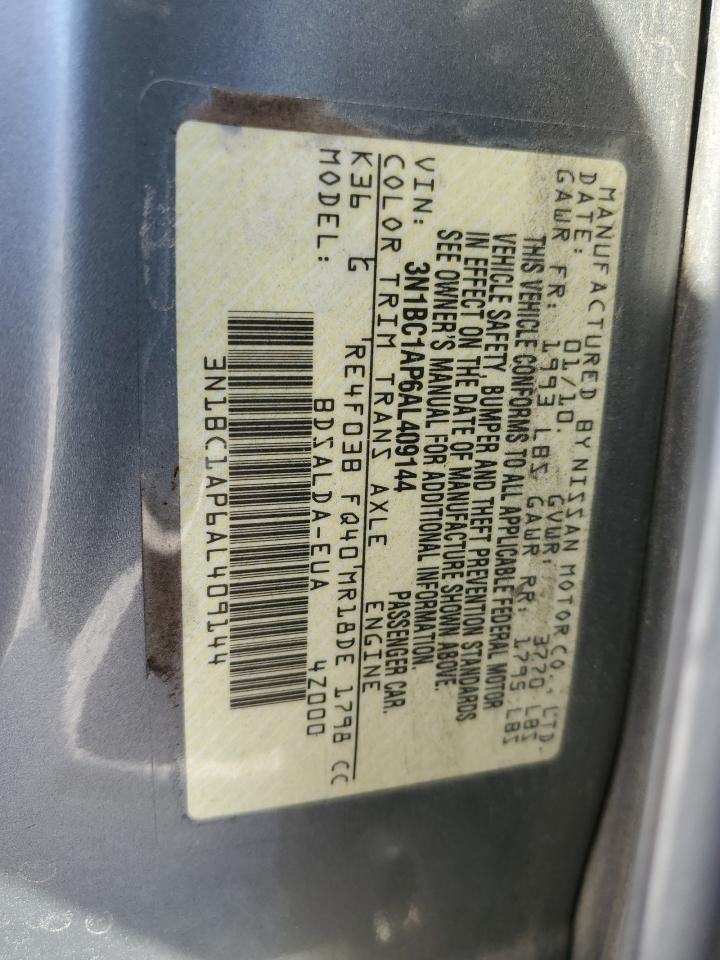 MANUFACTURED BY NISSAN MOTOR CO., LTD.
DATE: 01/10. GVWR: 3770 LBS
GAWR FR: 1993 LBS GAWR RR: 1795 LBS
THIS VEHICLE CONFORMS TO ALL APPLICABLE FEDERAL MOTOR
VEHICLE SAFETY, BUMPER AND THEFT PREVENTION STANDARDS
IN EFFECT ON THE DATE OF MANUFACTURE SHOWN ABOVE.
SEE OWNER'S MANUAL FOR ADDITIONAL INFORMATION.
VIN: 3N1BC1AP6AL409144 PASSENGER CAR.
COLOR TRIM TRANS AXLE ENGINE
K36 G RE4F03B FQ40 MR18DE 1798 CC
MODEL: BDSALDA-EUA 4Z000
3N1BC1AP6AL409144